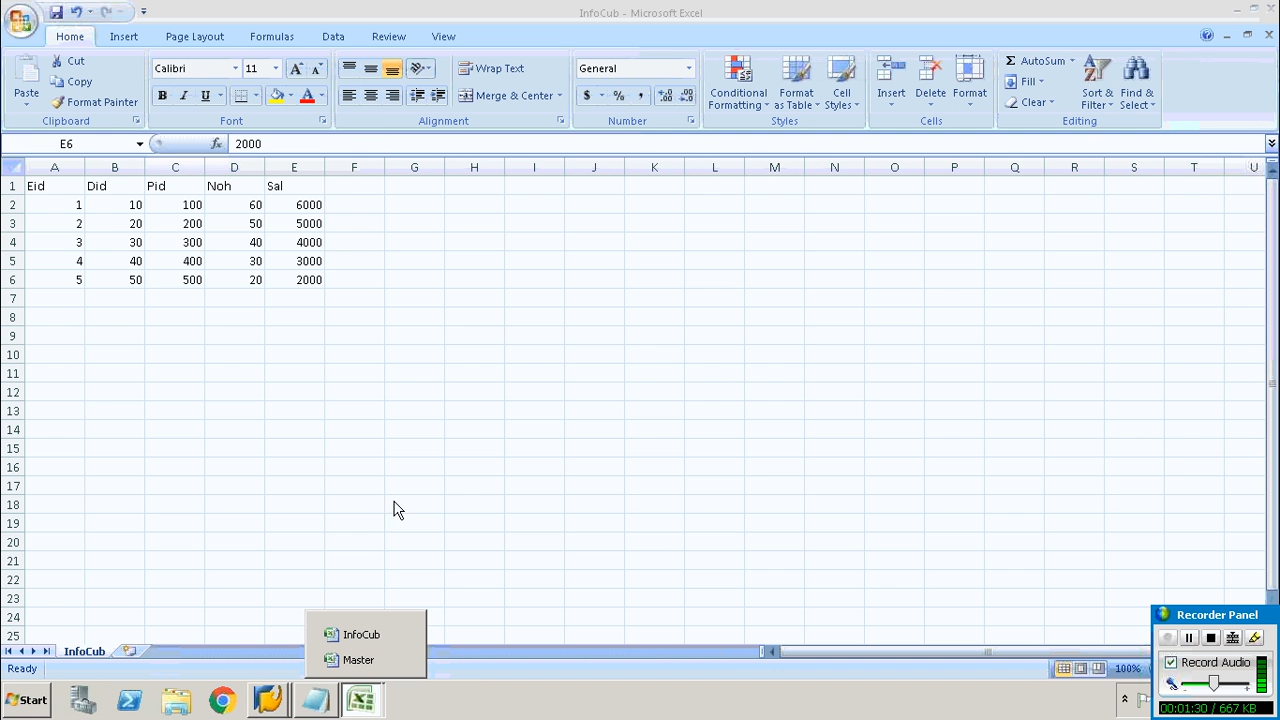 InfoCub - Microsoft Excel
Home Insert Page Layout Formulas Data Review View
Cut Calibri 11 A A Wrap Text General AutoSum
Copy Fill
Paste Format Painter B I U A Merge & Center $ % , .0 .00 .00 .0 Conditional Formatting Format as Table Cell Styles Insert Delete Format Clear Sort & Filter Find & Select
Clipboard Font Alignment Number Styles Cells Editing
E6 fx 2000
A B C D E F G H I J K L M N O P Q R S T U
1 Eid Did Pid Noh Sal
2 1 10 100 60 6000
3 2 20 200 50 5000
4 3 30 300 40 4000
5 4 40 400 30 3000
6 5 50 500 20 2000
7
8
9
10
11
12
13
14
15
16
17
18
19
20
21
22
23
24
25
InfoCub
Master
InfoCub
Ready 100%
Start
Recorder Panel
Record Audio
00:01:30 / 667 KB